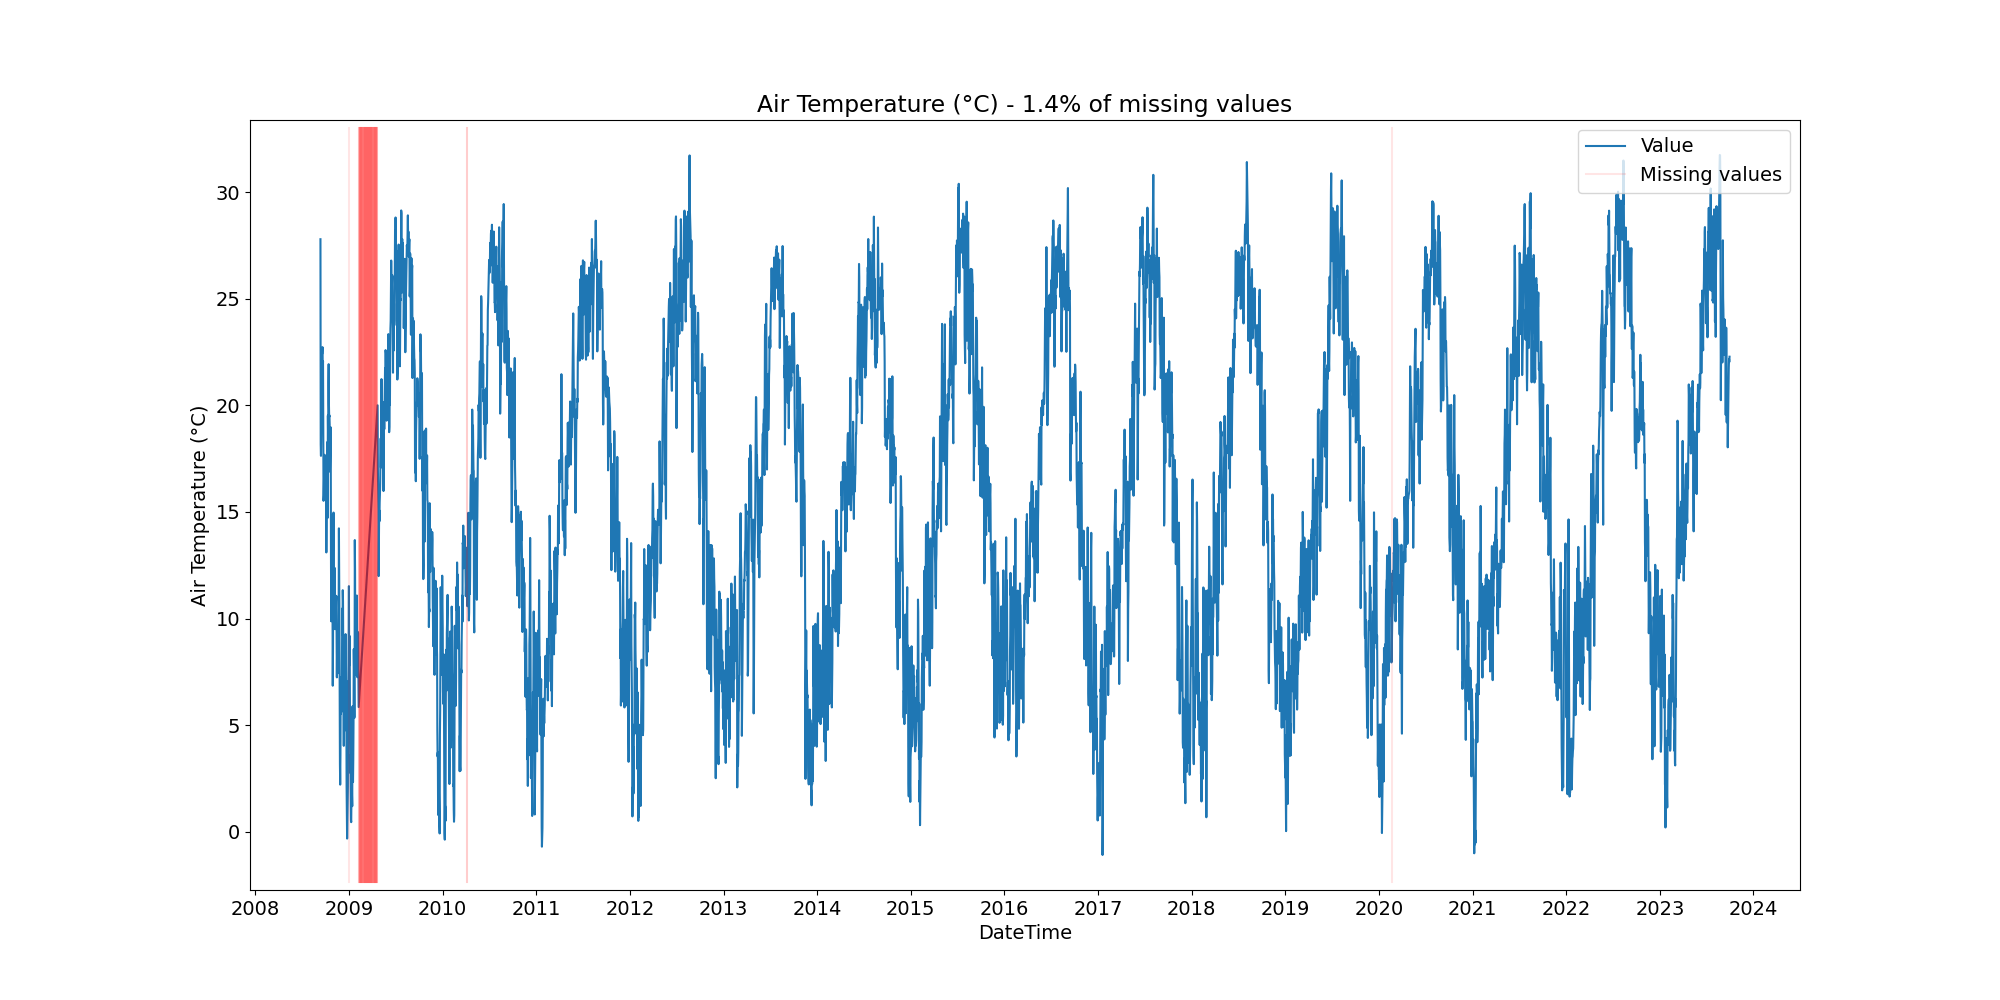 Air Temperature (°C) - 1.4% of missing values
Value
Missing values
Air Temperature (°C)
30
25
20
15
10
5
0
2008 2009 2010 2011 2012 2013 2014 2015 2016 2017 2018 2019 2020 2021 2022 2023 2024
DateTime